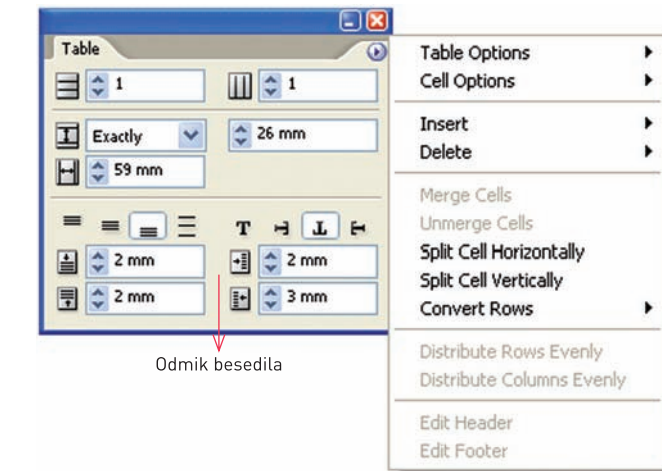 Table
1 1
Exactly 26 mm
59 mm
T T T T
2 mm 2 mm
2 mm 3 mm
Odmik besedila
Table Options
Cell Options
Insert
Delete
Merge Cells
Unmerge Cells
Split Cell Horizontally
Split Cell Vertically
Convert Rows
Distribute Rows Evenly
Distribute Columns Evenly
Edit Header
Edit Footer